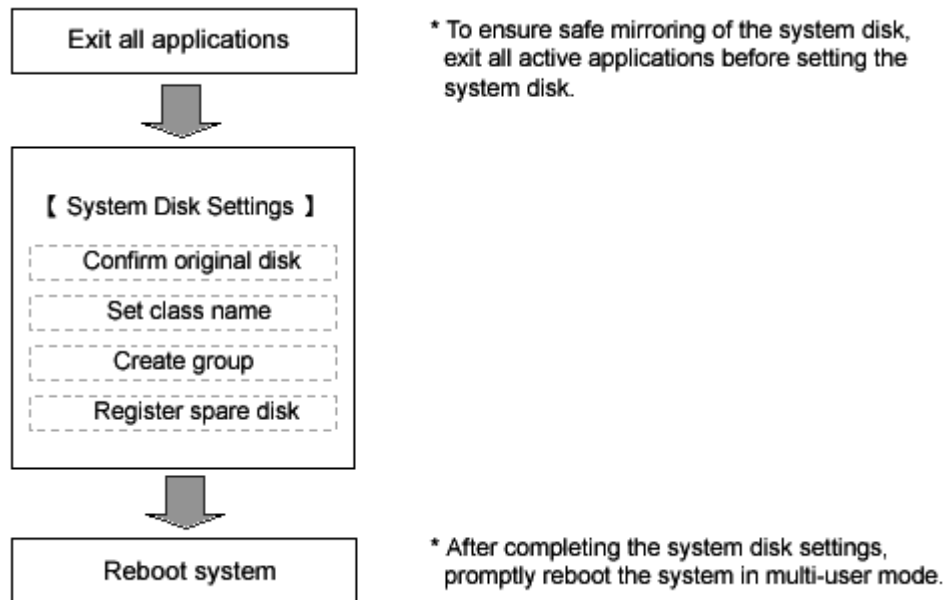 Exit all applications
* To ensure safe mirroring of the system disk,
exit all active applications before setting the
system disk.
【 System Disk Settings 】
Confirm original disk
Set class name
Create group
Register spare disk
Reboot system
* After completing the system disk settings,
promptly reboot the system in multi-user mode.